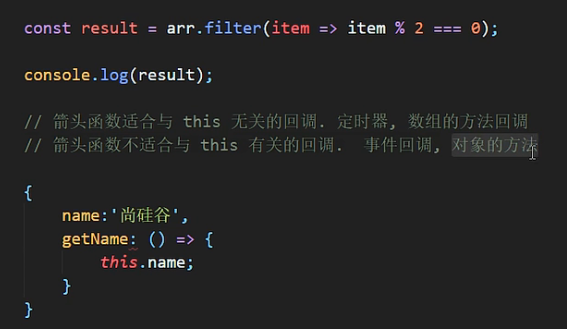 const result = arr.filter(item => item % 2 === 0);
console.log(result);
// 箭头函数适合与 this 无关的回调. 定时器, 数组的方法回调
// 箭头函数不适合与 this 有关的回调.  事件回调, 对象的方法
{
    name:'尚硅谷',
    getName: () => {
        this.name;
    }
}